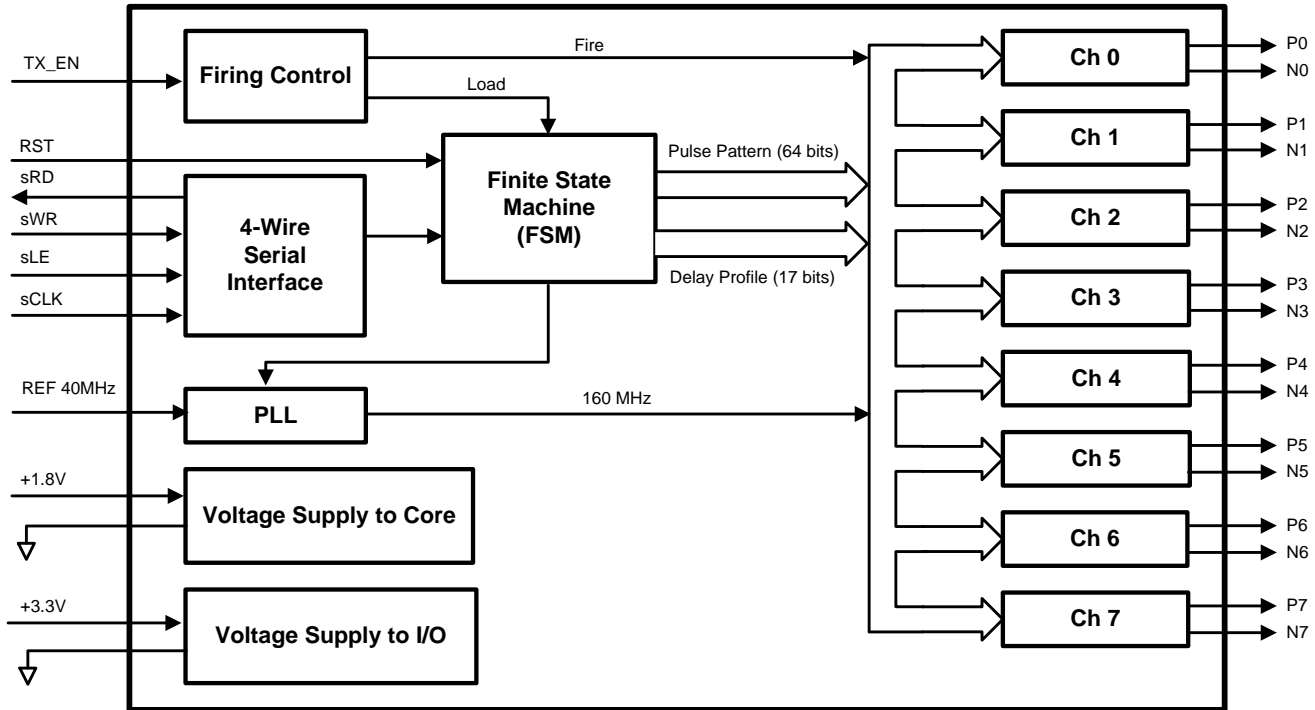 TX_EN
Firing Control
Fire
Load
RST
sRD
sWR
sLE
sCLK
4-Wire
Serial
Interface
Finite State
Machine
(FSM)
Pulse Pattern (64 bits)
Delay Profile (17 bits)
REF 40MHz
PLL
160 MHz
+1.8V
Voltage Supply to Core
+3.3V
Voltage Supply to I/O
Ch 0
P0
N0
Ch 1
P1
N1
Ch 2
P2
N2
Ch 3
P3
N3
Ch 4
P4
N4
Ch 5
P5
N5
Ch 6
P6
N6
Ch 7
P7
N7